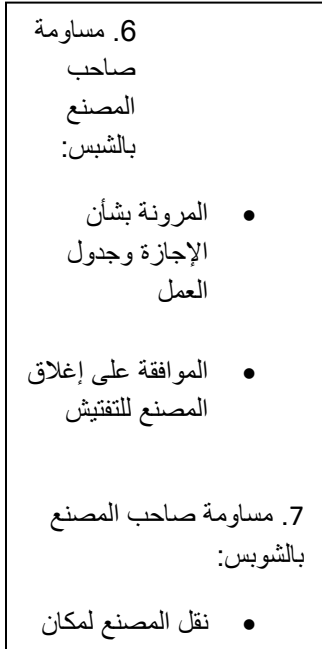 6. مساومة
صاحب
المصنع
بالشبس:
• المرونة بشأن
الإجازة وجدول
العمل
• الموافقة على إغلاق
المصنع للتفتيش
7. مساومة صاحب المصنع
بالشوبس:
• نقل المصنع لمكان